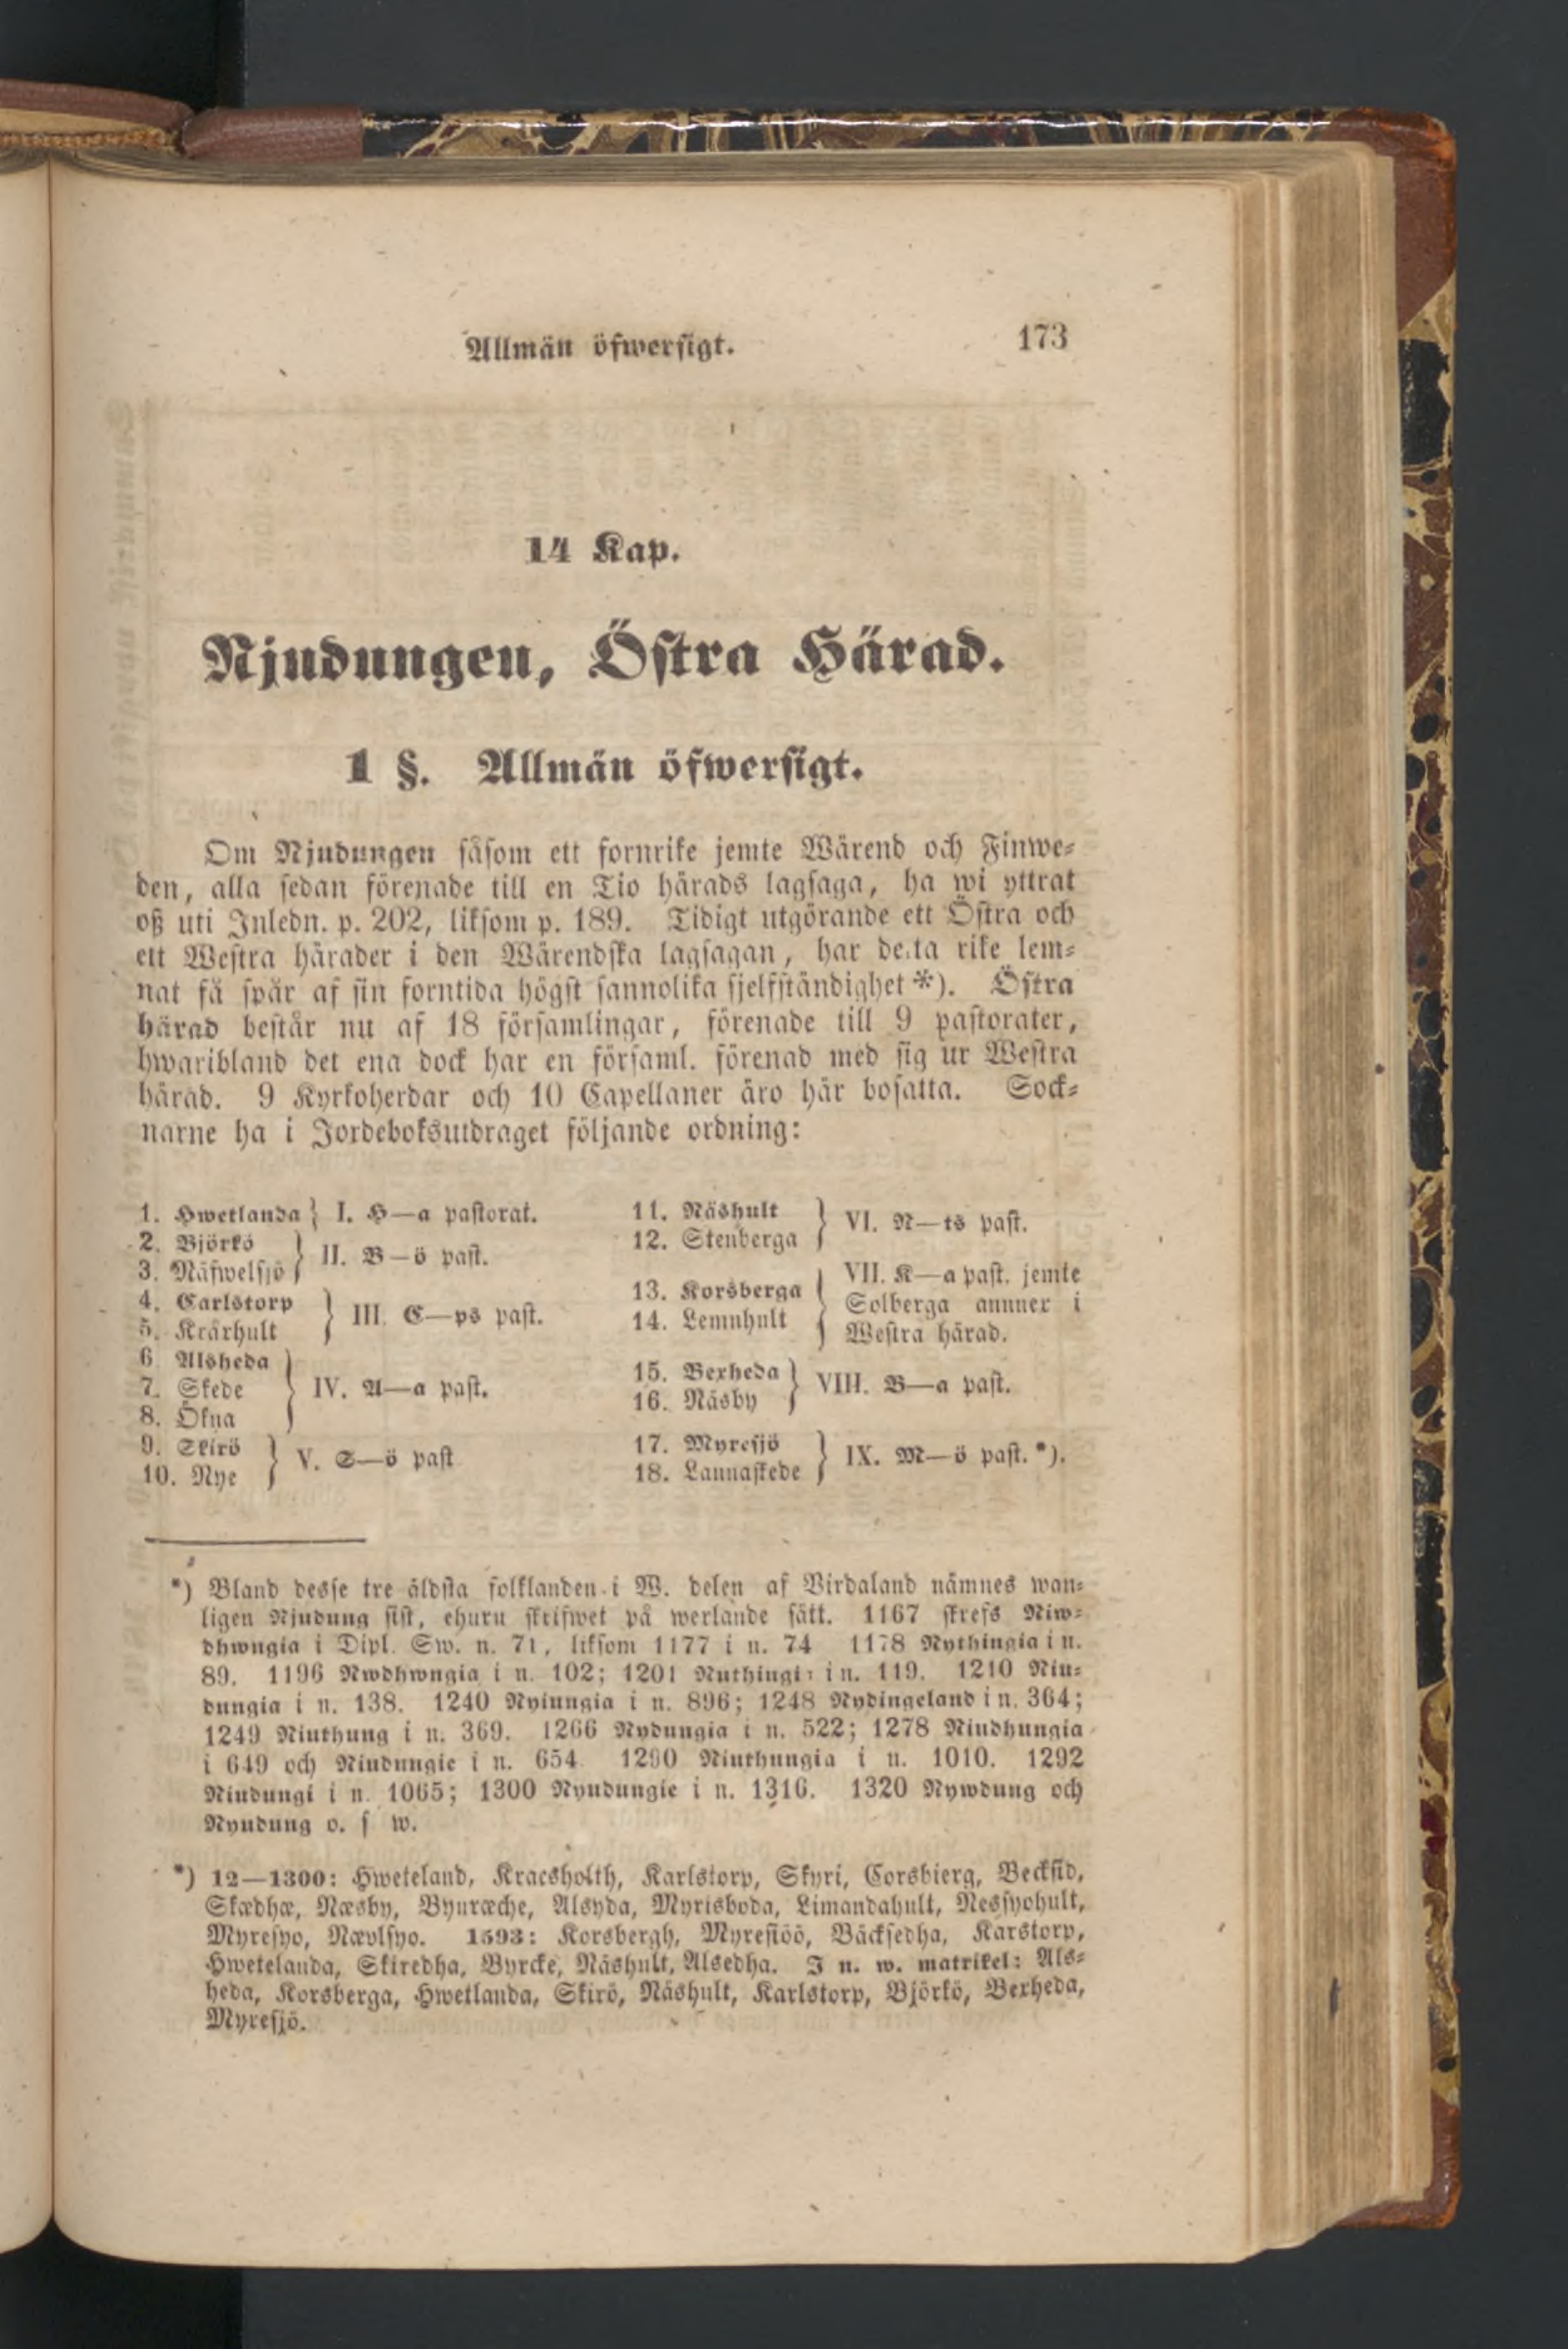 Allmän öfwersigt. 173
14 Kap.
Njudungen, Östra Härad.
1 §. Allmän öfwersigt.
Om Njudungen såsom ett fornrike jemte Wärend och Finwe-
den, alla sedan förenade till en Tio härads lagsaga, ha wi yttrat
oß uti Inledn. p. 202, liksom p. 189. Tidigt utgörande ett Östra och
ett Westra härader i den Wärendska lagsagan, har detta rike lem-
nat få spår af sin forntida högst sannolika sjelfständighet *). Östra
härad består nu af 18 församlingar, förenade till 9 pastorater,
hwaribland det ena dock har en församl. förenad med sig ur Westra
härad. 9 Kyrkoherdar och 10 Capellaner äro här bosatta. Sock-
narne ha i Jordeboksutdraget följande ordning:
1. Hwetlanda } I. H—a pastorat.
2. Björkö
3. Näfwelsjö } II. B—ö past.
4. Carlstorp
5. Krårhult } III. C—ps past.
6 Alsheda
7. Skede
8. Ökna } IV. A—a past.
9. Skirö
10. Nye } V. S—ö past
11. Näshult
12. Stenberga } VI. N—ts past.
13. Korsberga
14. Lemnhult } VII. K—a past. jemte
Solberga annner i
Westra härad.
15. Bexheda
16. Näsby } VIII. B—a past.
17. Myresjö
18. Lannaskede } IX. M—ö past. *).
*) Bland desse tre äldsta folklanden i W. delen af Virdaland nämnes wan-
ligen Njudung sist, ehuru skrifwet på werlande sätt. 1167 skrefs Niw-
dhwngia i Dipl. Sw. n. 71, liksom 1177 i n. 74 1178 Nythingia i n.
89. 1196 Nwdhwngia i n. 102; 1201 Nuthingi i n. 119. 1210 Niu-
dungia i n. 138. 1240 Nyiungia i n. 896; 1248 Nydingeland i n. 364;
1249 Niuthung i n. 369. 1266 Nydungia i n. 522; 1278 Niudhungia
i 649 och Niudungie i n. 654. 1290 Niuthungia i n. 1010. 1292
Niudungi i n. 1065; 1300 Nyudungie i n. 1316. 1320 Nywdung och
Nyudung o. s w.
*) 12—1300: Hweteland, Kracsholth, Karlstorp, Skyri, Corsbierg, Becksid,
Skædhæ, Næsby, Byuræche, Alsyda, Myrisboda, Limandahult, Nessyohult,
Myresyo, Nævlsyo. 1593: Korsbergh, Myresiöö, Bäcksedha, Karstorp,
Hwetelanda, Skiredha, Byrcke, Näshult, Alsedha. I n. w. matrikel: Als-
heda, Korsberga, Hwetlanda, Skirö, Näshult, Karlstorp, Björkö, Bexheda,
Myresjö.